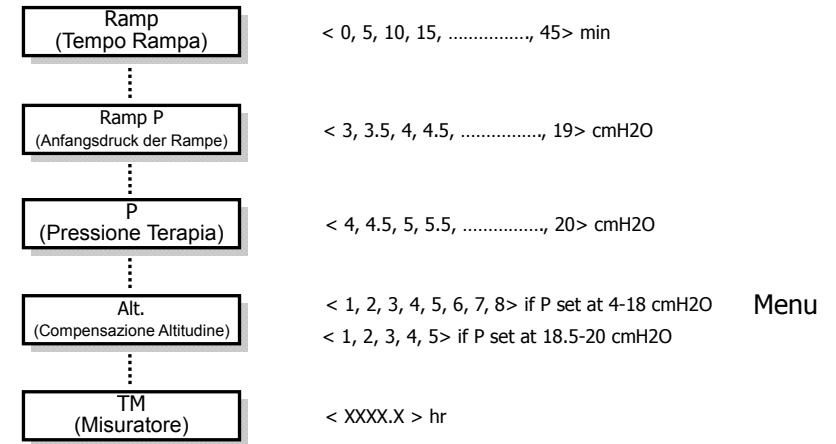 Ramp
(Tempo Rampa)
< 0, 5, 10, 15, ................, 45> min
Ramp P
(Anfangsdruck der Rampe)
< 3, 3.5, 4, 4.5, ................, 19> cmH2O
P
(Pressione Terapia)
< 4, 4.5, 5, 5.5, ................, 20> cmH2O
Alt.
(Compensazione Altitudine)
< 1, 2, 3, 4, 5, 6, 7, 8> if P set at 4-18 cmH2O
< 1, 2, 3, 4, 5> if P set at 18.5-20 cmH2O
Menu
TM
(Misuratore)
< XXXX.X > hr